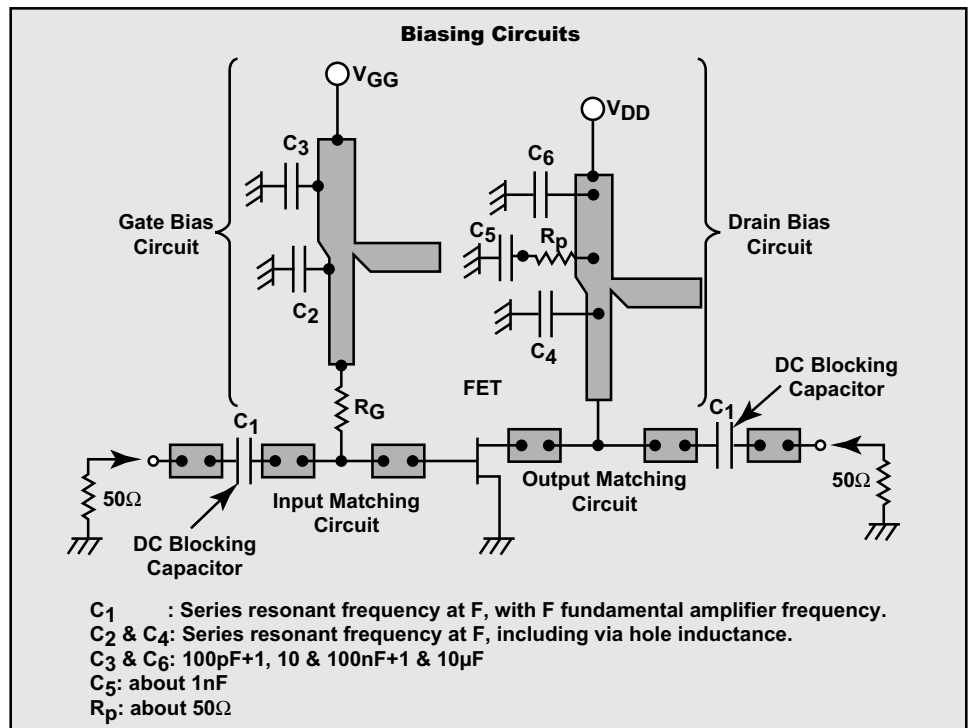 Biasing Circuits
VGG
VDD
C3
C6
Gate Bias
Circuit
C5
Rp
Drain Bias
Circuit
C2
C4
DC Blocking
Capacitor
FET
RG
C1
C1
50Ω
Input Matching
Circuit
Output Matching
Circuit
50Ω
DC Blocking
Capacitor
C1 : Series resonant frequency at F, with F fundamental amplifier frequency.
C2 & C4: Series resonant frequency at F, including via hole inductance.
C3 & C6: 100pF+1, 10 & 100nF+1 & 10µF
C5: about 1nF
Rp: about 50Ω